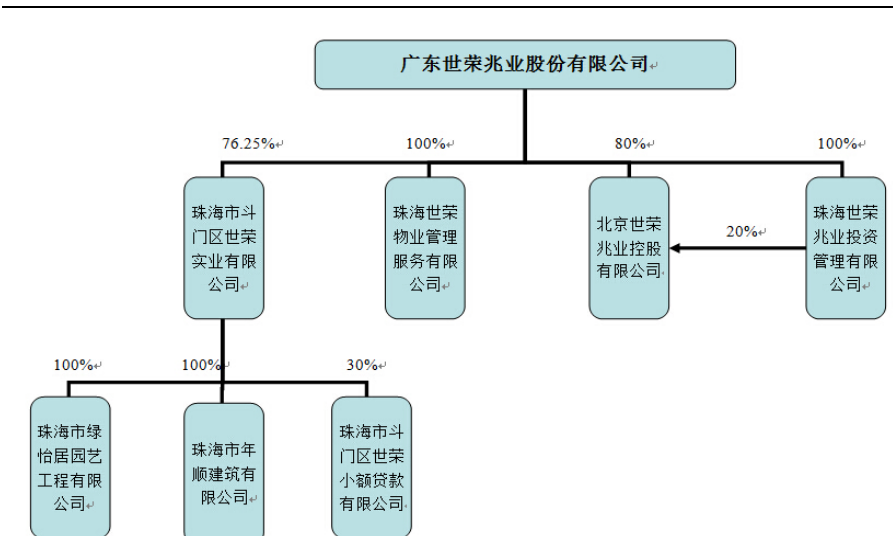 广东世荣兆业股份有限公司
76.25%
100%
80%
100%
珠海市斗
门区世荣
实业有限
公司
珠海世荣
物业管理
服务有限
公司
北京世荣
兆业控股
有限公司
20%
珠海世荣
兆业投资
管理有限
公司
100%
100%
30%
珠海市绿
怡居园艺
工程有限
公司
珠海市年
顺建筑有
限公司
珠海市斗
门区世荣
小额贷款
有限公司